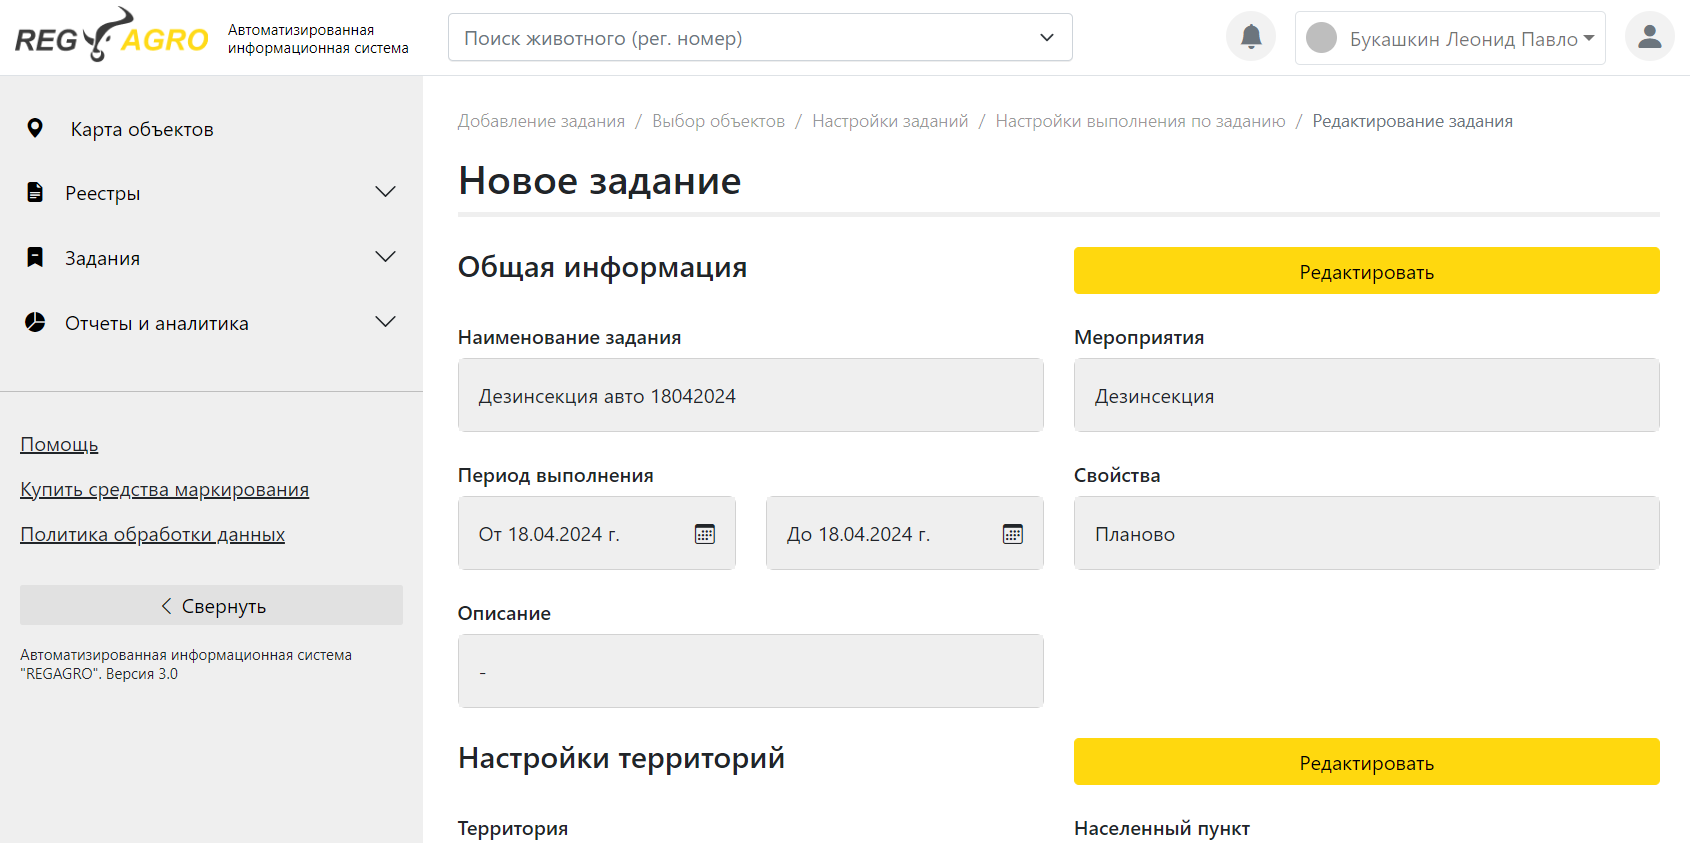 REGAGRO
Автоматизированная
информационная система
Поиск животного (рег. номер)
Букашкин Леонид Павло
Карта объектов
Реестры
Задания
Отчеты и аналитика
Помощь
Купить средства маркирования
Политика обработки данных
Свернуть
Автоматизированная информационная система
"REGAGRO". Версия 3.0
Добавление задания / Выбор объектов / Настройки заданий / Настройки выполнения по заданию / Редактирование задания
Новое задание
Общая информация
Редактировать
Наименование задания
Мероприятия
Дезинсекция авто 18042024
Дезинсекция
Период выполнения
Свойства
От 18.04.2024 г.
До 18.04.2024 г.
Планово
Описание
-
Настройки территорий
Редактировать
Территория
Населенный пункт